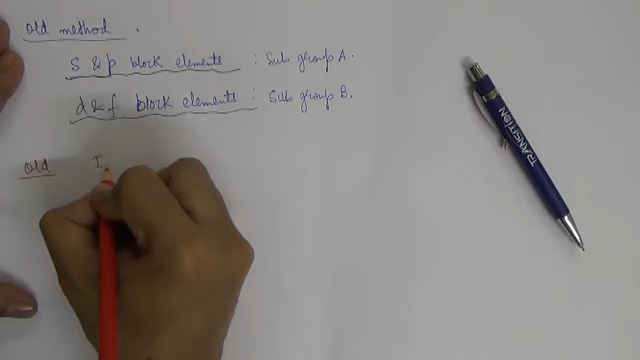 Old method.
S & p block elements : Sub group A.
d & f block elements : Sub group B.
Old I
TRANSITION